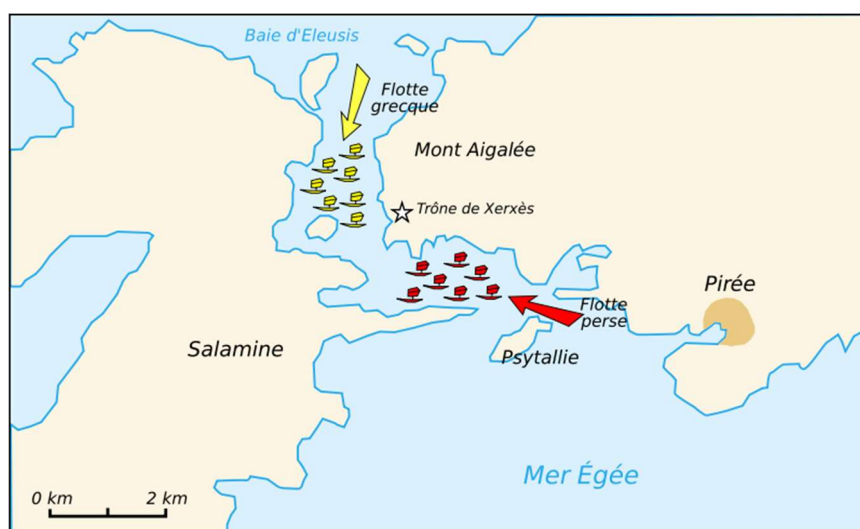 Baie d'Eleusis
Flotte
grecque
Mont Aigalée
Trône de Xerxès
Pirée
Flotte
perse
Salamine
Psytallie
Mer Égée
0 km
2 km